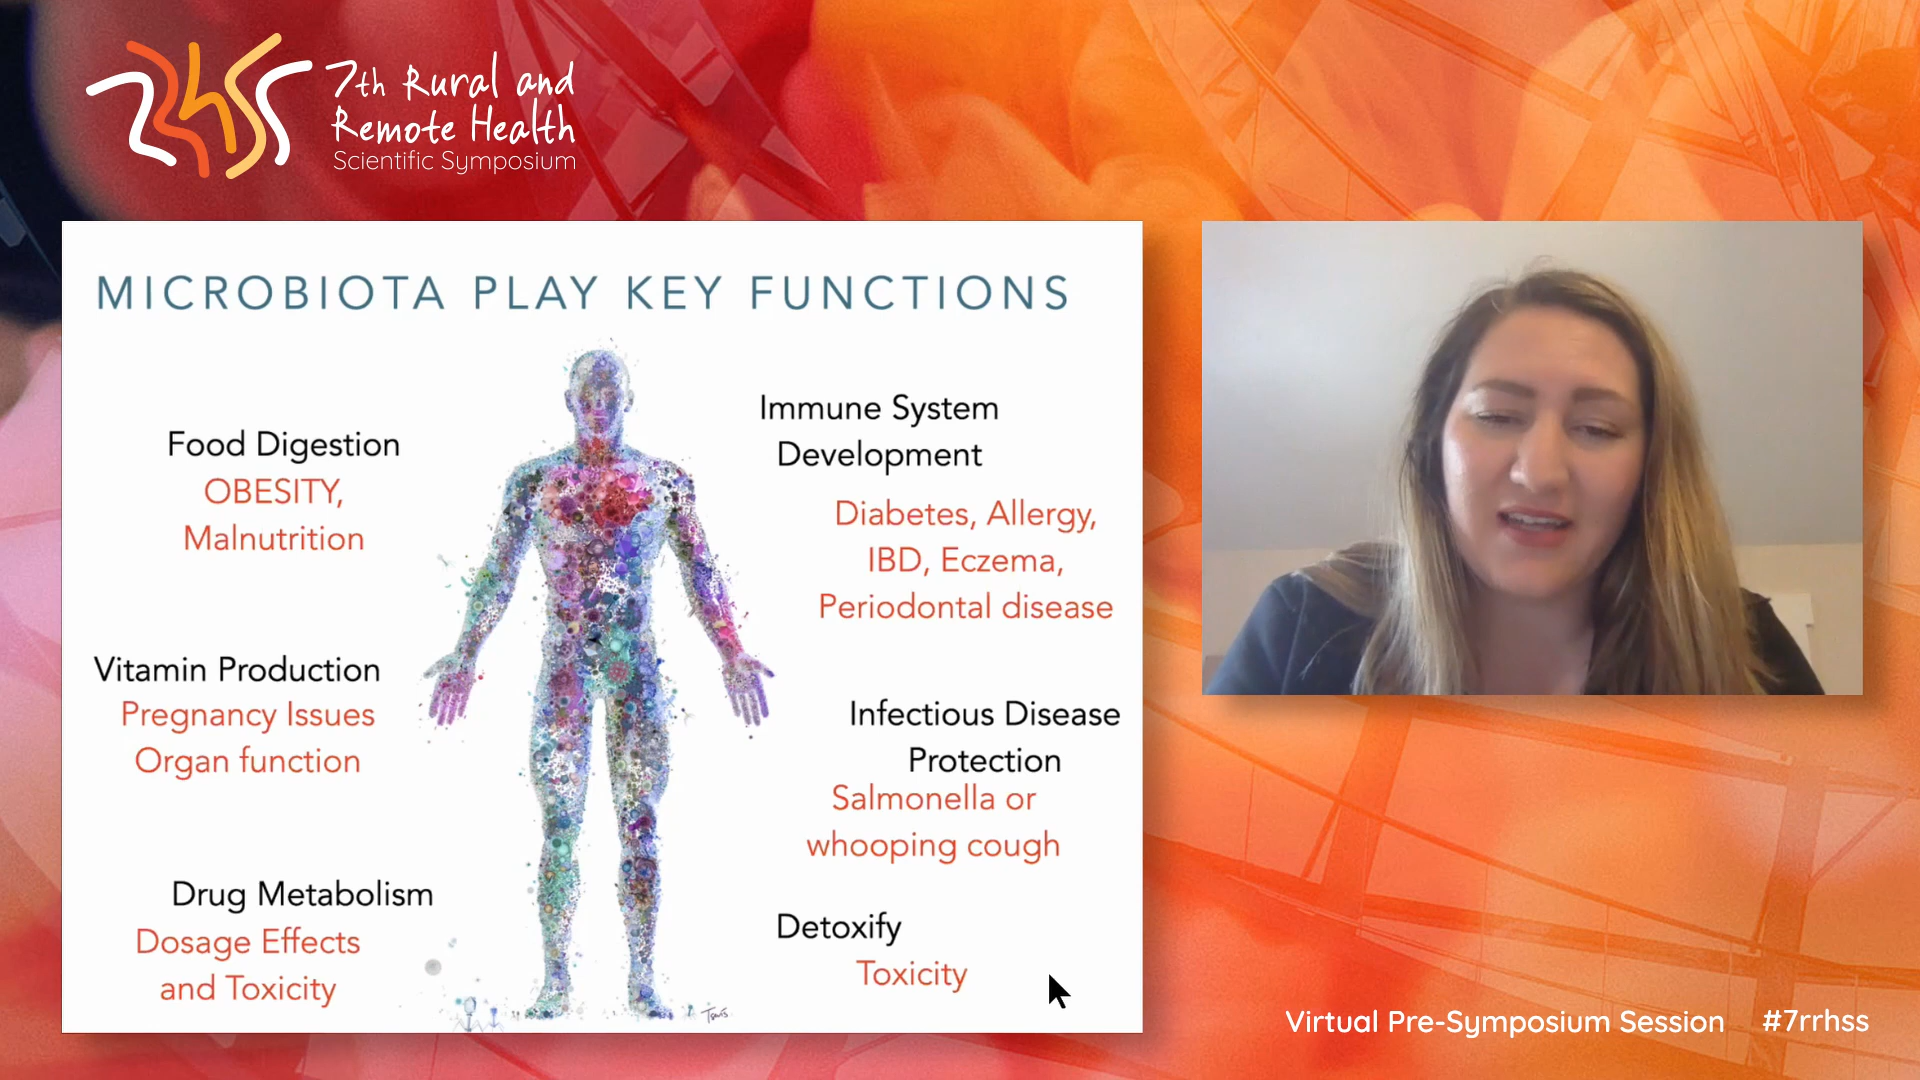 7th Rural and
Remote Health
Scientific Symposium
MICROBIOTA PLAY KEY FUNCTIONS
Food Digestion
OBESITY,
Malnutrition
Vitamin Production
Pregnancy Issues
Organ function
Drug Metabolism
Dosage Effects
and Toxicity
Immune System
Development
Diabetes, Allergy,
IBD, Eczema,
Periodontal disease
Infectious Disease
Protection
Salmonella or
whooping cough
Detoxify
Toxicity
Virtual Pre-Symposium Session #7rrhss